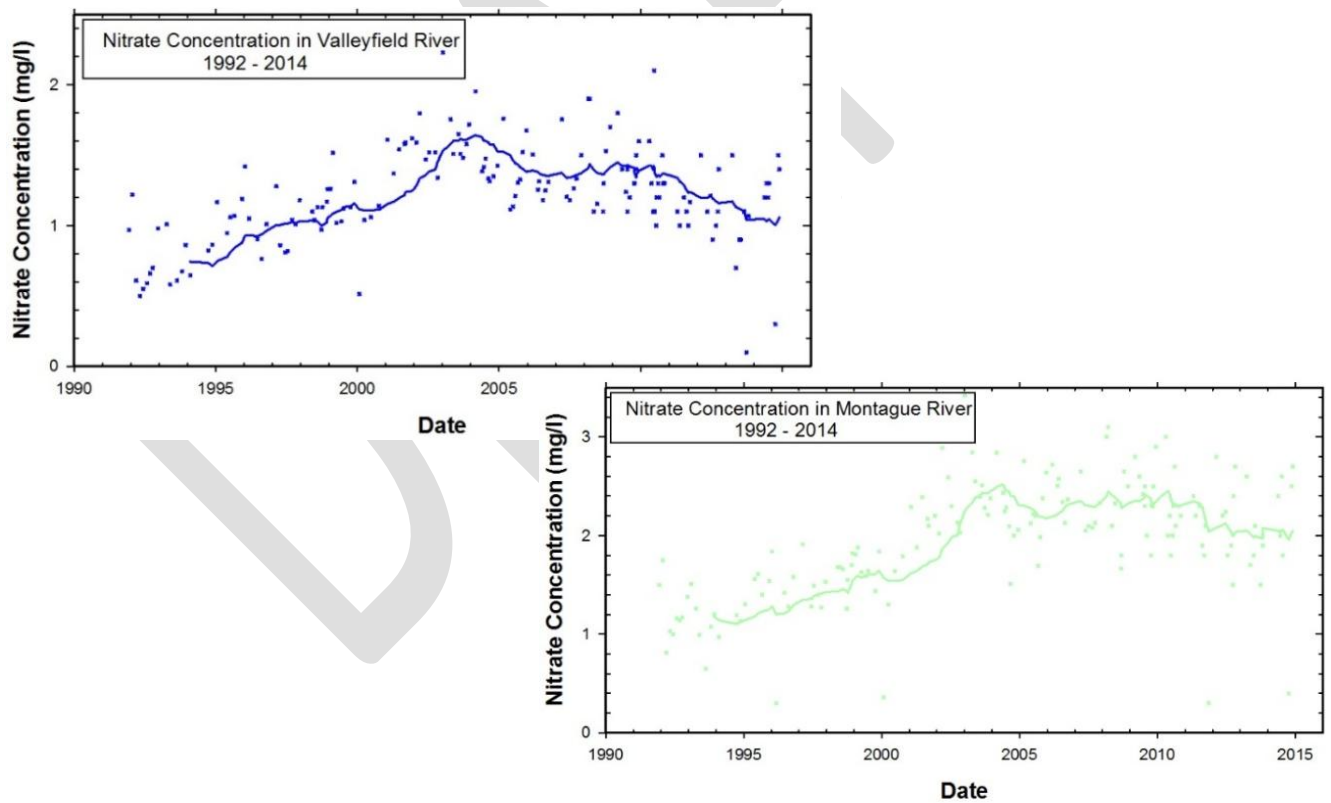 Nitrate Concentration in Valleyfield River
1992 - 2014
Nitrate Concentration (mg/l)
2
1
0
1990 1995 2000 2005
Date
Nitrate Concentration in Montague River
1992 - 2014
Nitrate Concentration (mg/l)
3
2
1
0
1990 1995 2000 2005 2010 2015
Date